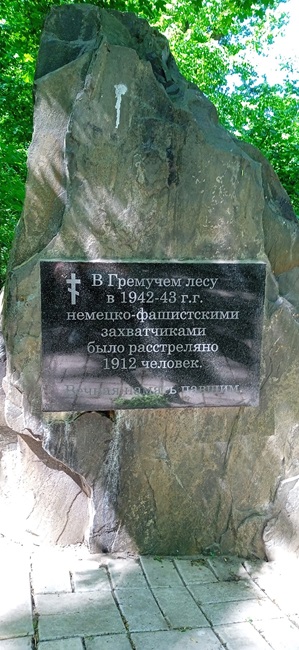 В Гремучем лесу
в 1942-43 г.г.
немецко-фашистскими
захватчиками
было расстреляно
1912 человек.
Вечная память павшим.